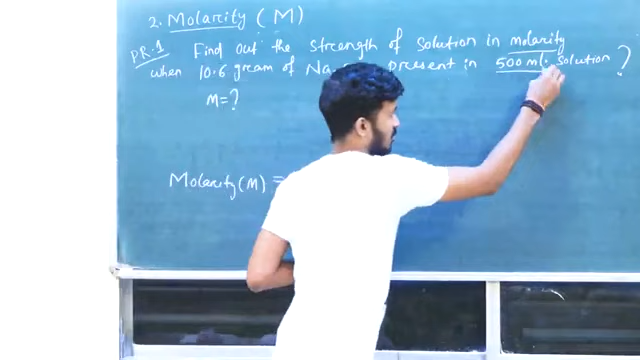 2. Molarity (M)
PR.1 Find out the strength of solution in molarity
when 10.6 gream of Na present in 500 ml. solution ?
M=?
Molarity(M) =